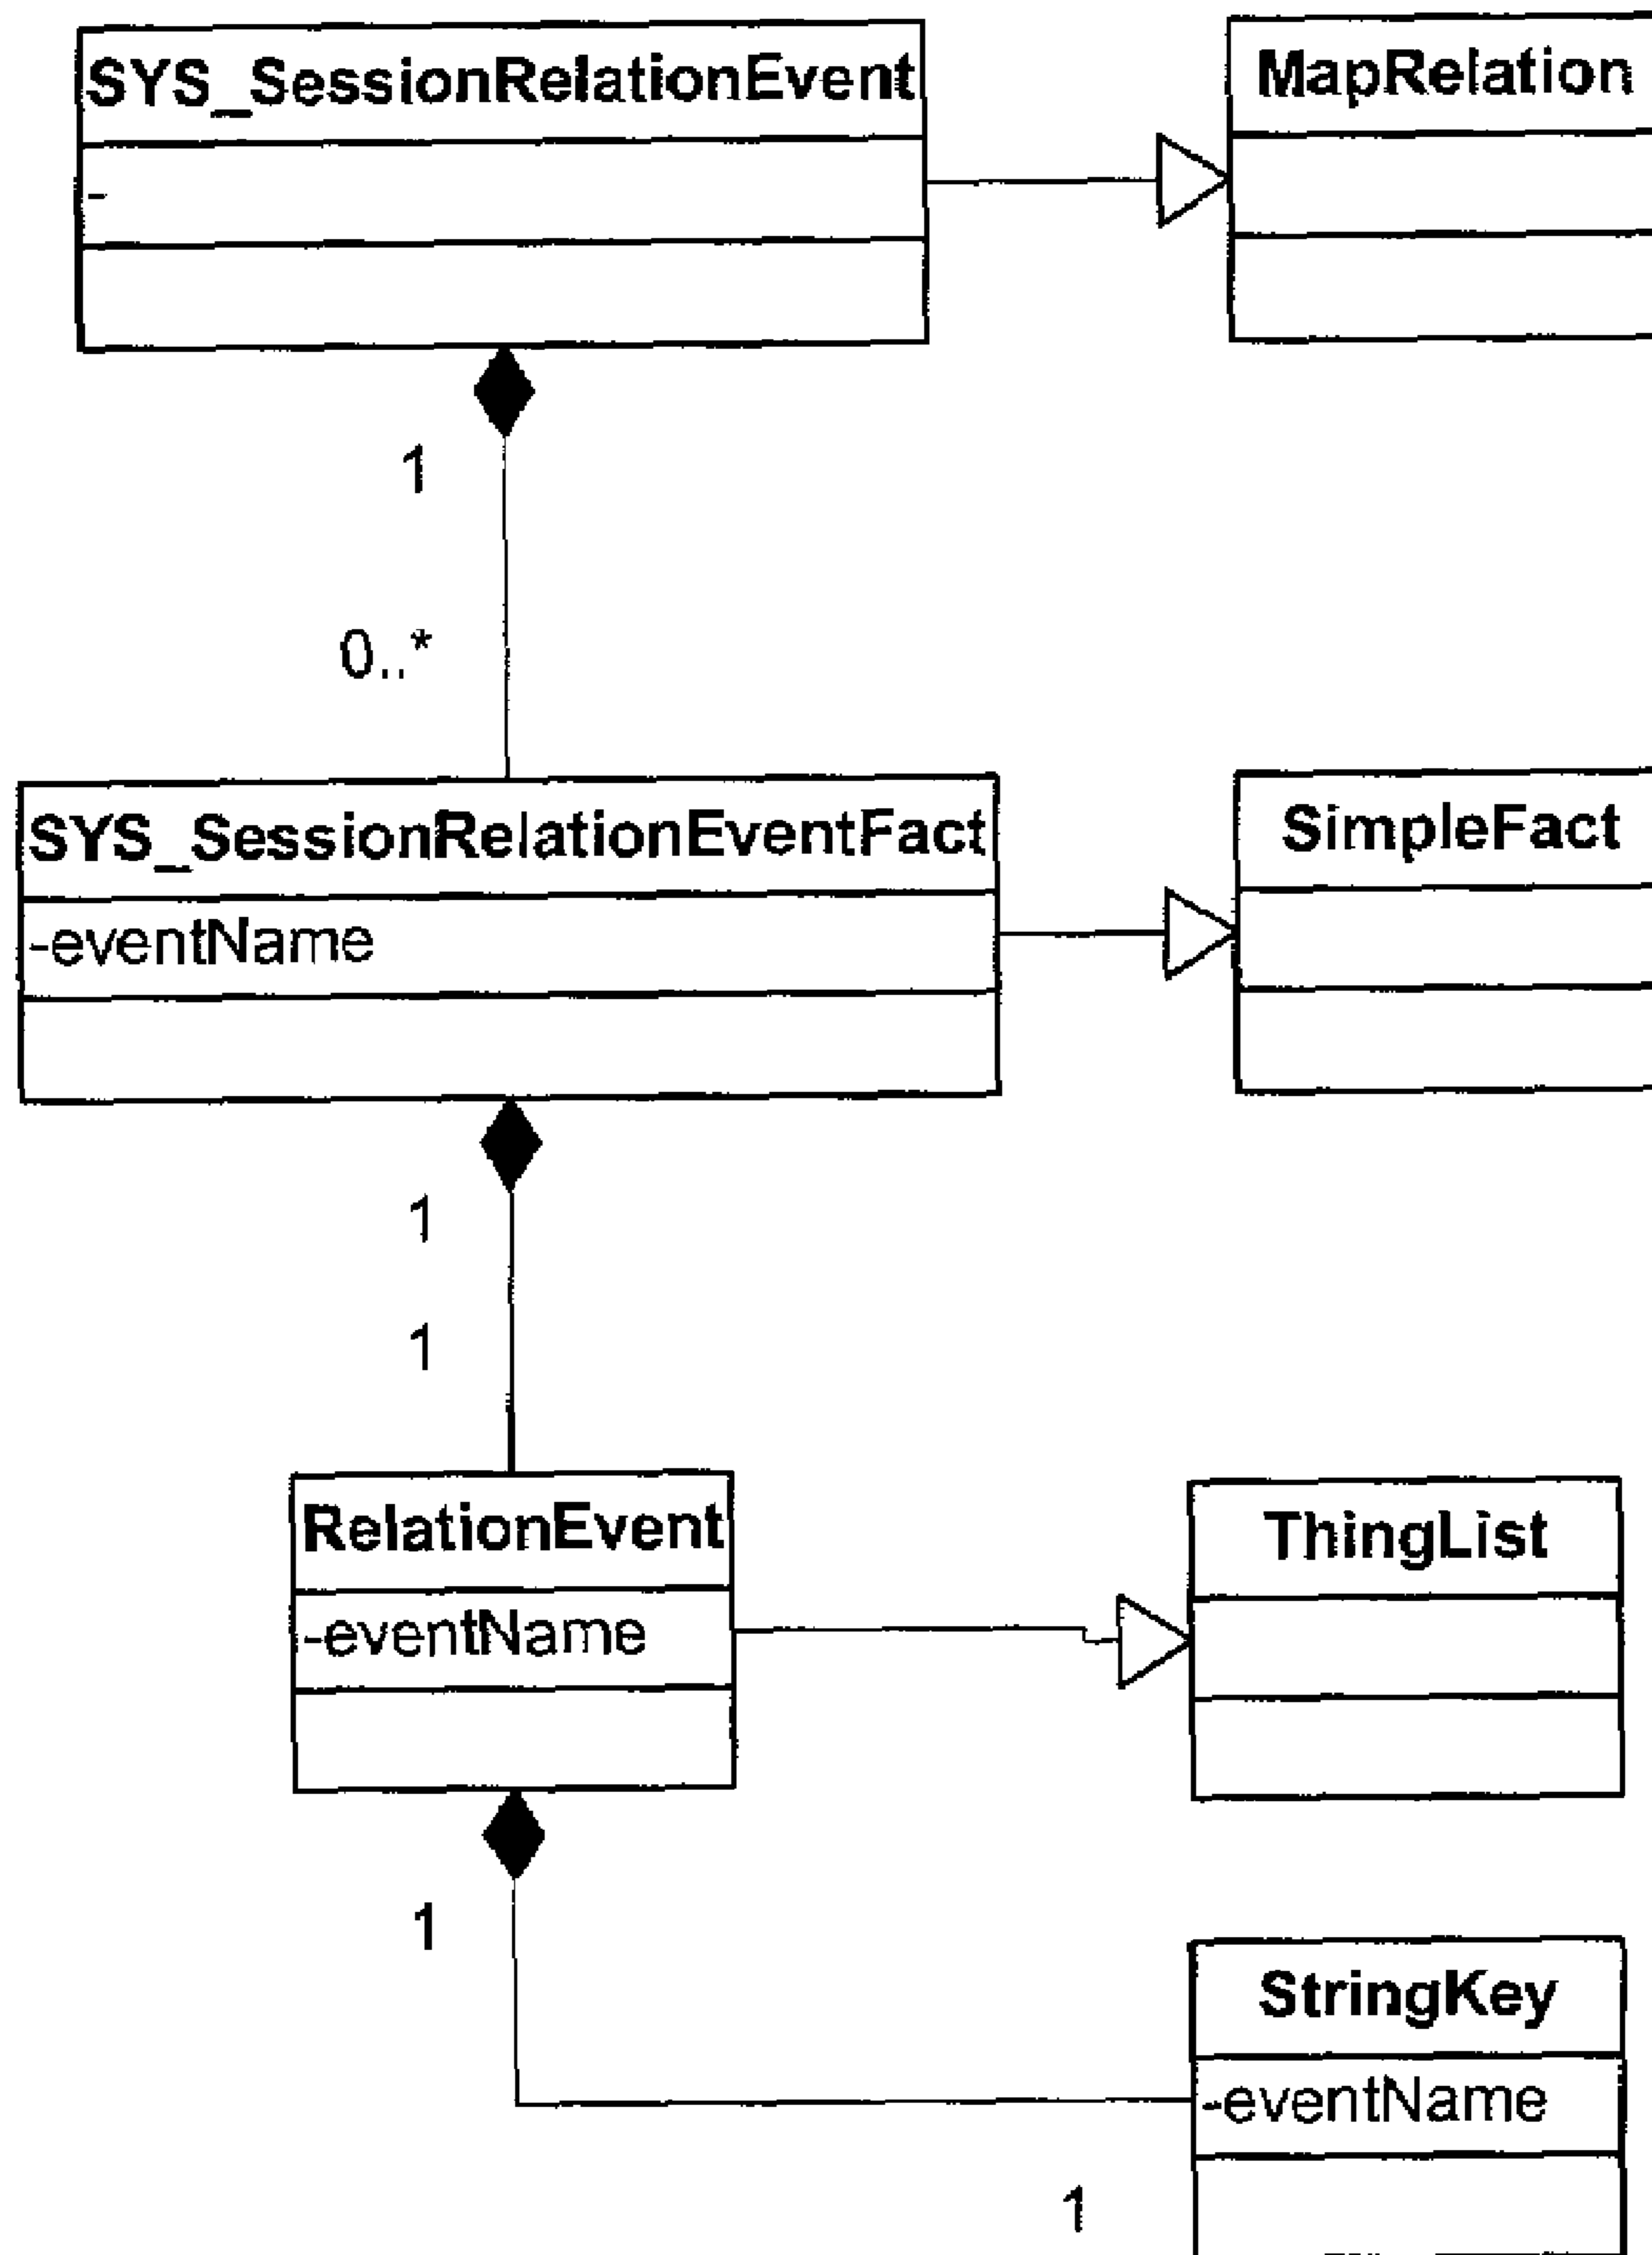 SYS_SessionRelationEvent
MapRelation
-
1
0..*
SYS_SessionRelationEventFact
SimpleFact
-eventName
1
1
RelationEvent
ThingList
-eventName
1
StringKey
-eventName
1